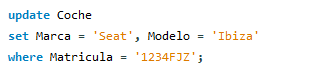 update Coche
set Marca = 'Seat', Modelo = 'Ibiza'
where Matricula = '1234FJZ';